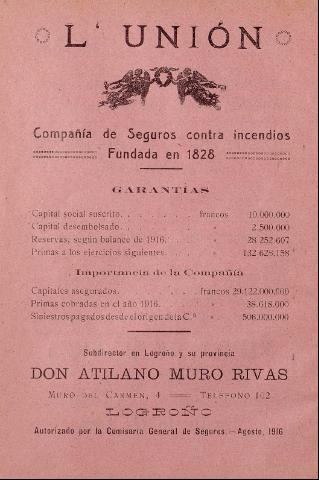 L' UNIÓN
Compañía de Seguros contra incendios
Fundada en 1828
GARANTÍAS
Capital social suscrito. . . . . . . francos 10.000.000
Capital desembolsado. . . . . . . » 2.500.000
Reservas, según balance de 1916. . . . » 28 252.607
Primas a los ejercicios siguientes. . . . » 132.628.158
Importancia de la Compañía
Capitales asegurados. . . . . . . francos 29.122.000.000
Primas cobradas en el año 1916. . . . » 38.618.000
Siniestros pagados desde el origen de la C.ª » 506.000.000
Subdirector en Logroño y su provincia
DON ATILANO MURO RIVAS
MURO DEL CARMEN, 4 — TELÉFONO 102
LOGROÑO
Autorizado por la Comisaría General de Seguros.—Agosto, 1916